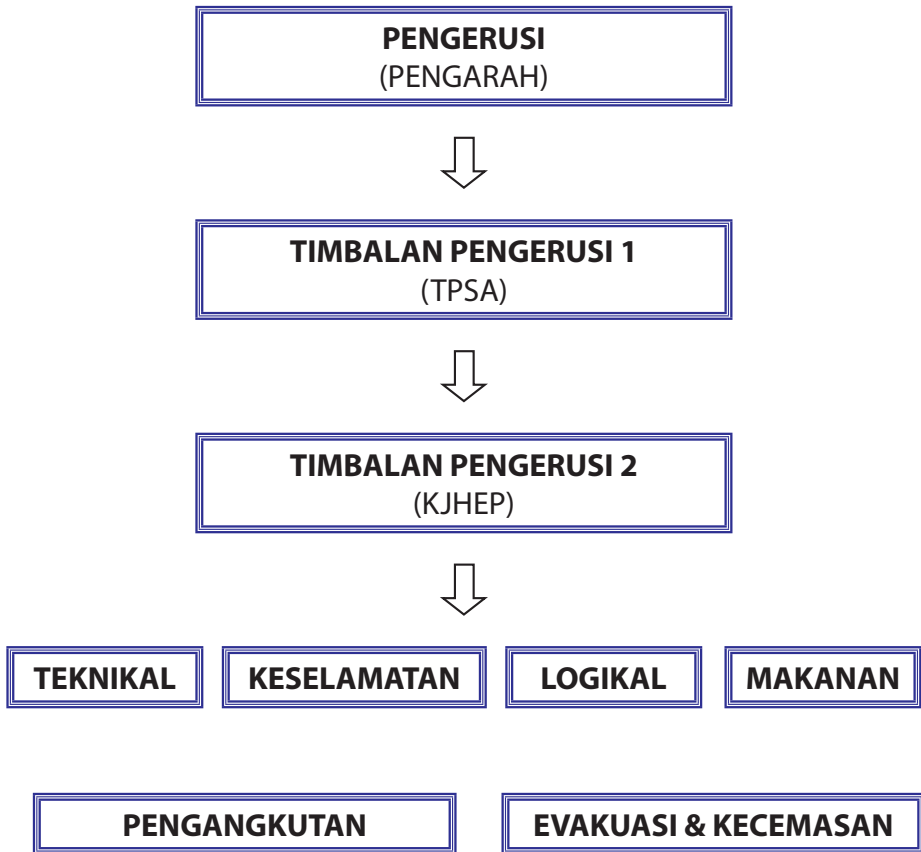 PENGERUSI
(PENGARAH)
TIMBALAN PENGERUSI 1
(TPSA)
TIMBALAN PENGERUSI 2
(KJHEP)
TEKNIKAL
KESELAMATAN
LOGIKAL
MAKANAN
PENGANGKUTAN
EVAKUASI & KECEMASAN